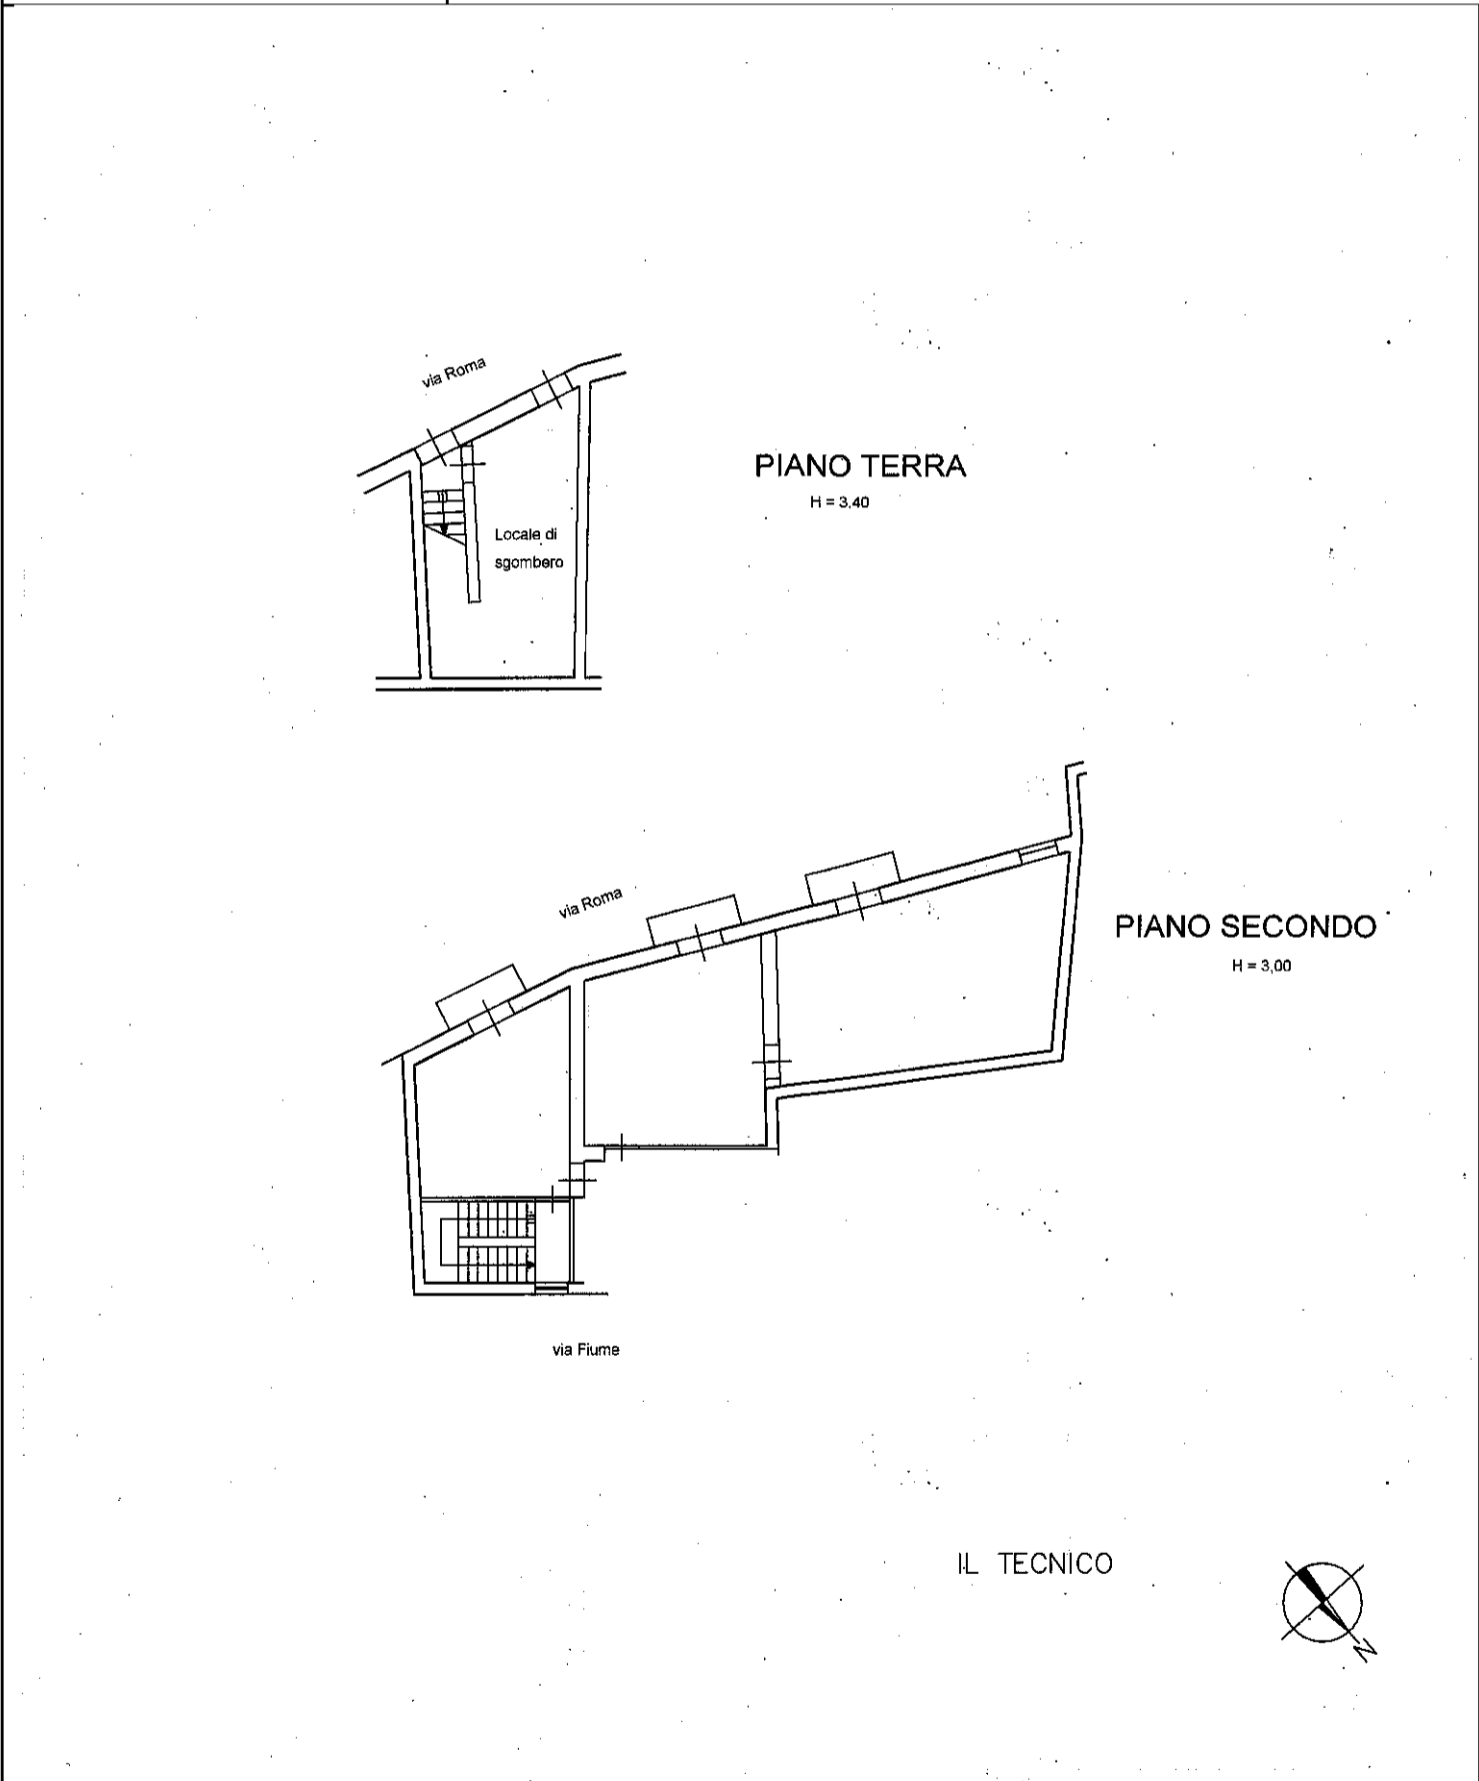 via Roma
PIANO TERRA
H = 3.40
Locale di
sgombero
via Roma
PIANO SECONDO
H = 3,00
via Fiume
IL TECNICO
N